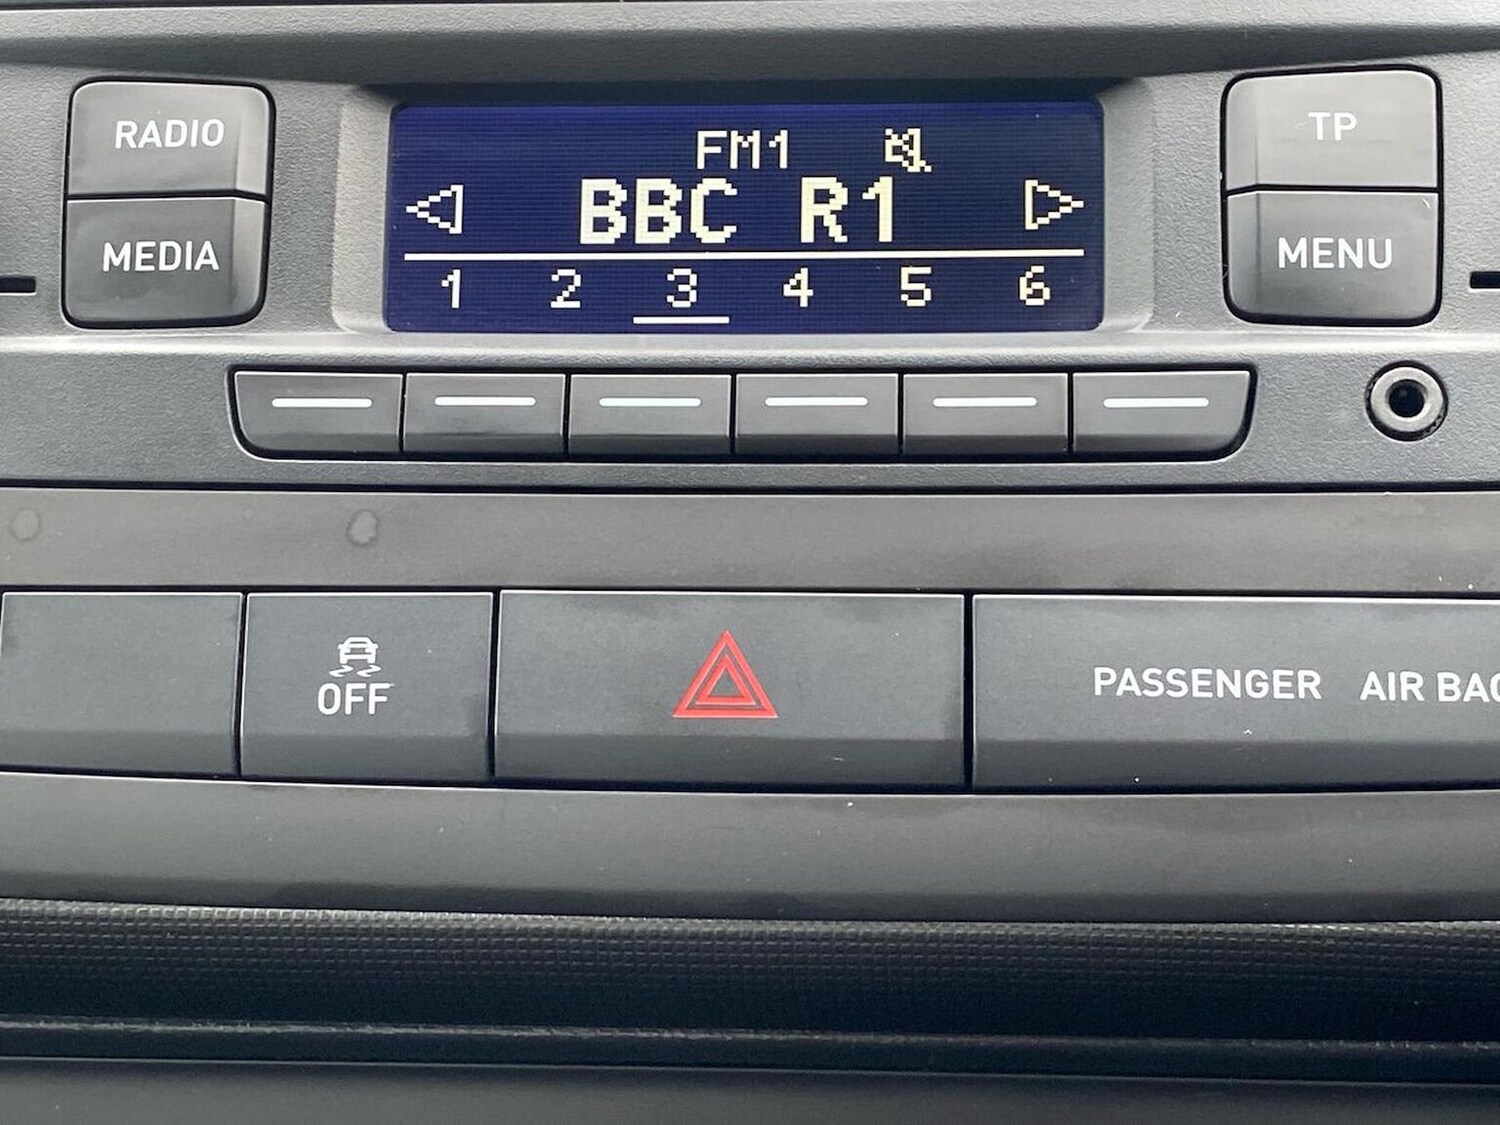 RADIO
MEDIA
FM1
BBC R1
1 2 3 4 5 6
TP
MENU
OFF
PASSENGER AIR BAG